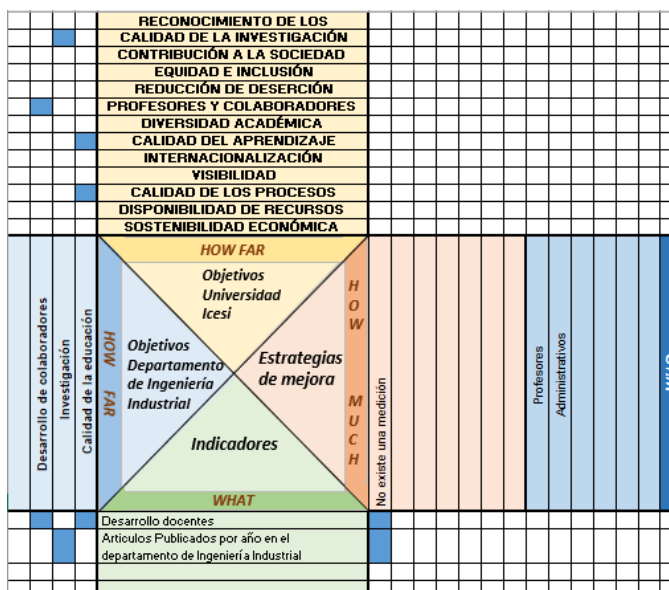 RECONOCIMIENTO DE LOS
CALIDAD DE LA INVESTIGACIÓN
CONTRIBUCIÓN A LA SOCIEDAD
EQUIDAD E INCLUSIÓN
REDUCCIÓN DE DESERCIÓN
PROFESORES Y COLABORADORES
DIVERSIDAD ACADÉMICA
CALIDAD DEL APRENDIZAJE
INTERNACIONALIZACIÓN
VISIBILIDAD
CALIDAD DE LOS PROCESOS
DISPONIBILIDAD DE RECURSOS
SOSTENIBILIDAD ECONÓMICA
Desarrollo de colaboradores
Investigación
Calidad de la educación
HOW FAR
HOW FAR
Objetivos
Universidad
Icesi
Objetivos
Departamento
de Ingeniería
Industrial
Estrategias
de mejora
Indicadores
HOW MUCH
WHAT
No existe una medición
Profesores
Administrativos
Desarrollo docentes
Articulos Publicados por año en el
departamento de Ingeniería Industrial